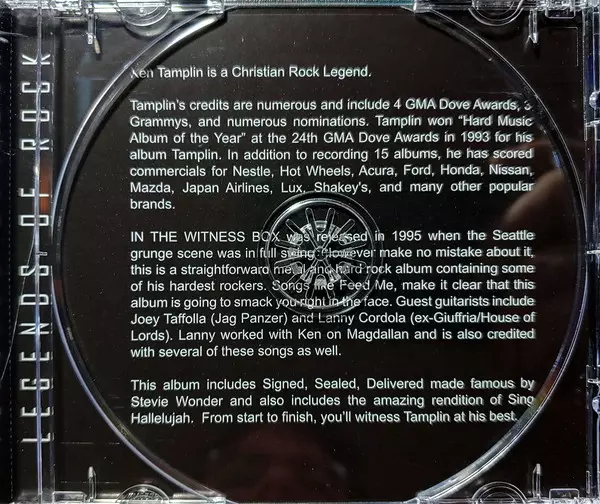 LEGENDS OF ROCK
Ken Tamplin is a Christian Rock Legend.
Tamplin's credits are numerous and include 4 GMA Dove Awards, 3
Grammys, and numerous nominations. Tamplin won "Hard Music
Album of the Year" at the 24th GMA Dove Awards in 1993 for his
album Tamplin. In addition to recording 15 albums, he has scored
commercials for Nestle, Hot Wheels, Acura, Ford, Honda, Nissan,
Mazda, Japan Airlines, Lux, Shakey's, and many other popular
brands.
IN THE WITNESS BOX was released in 1995 when the Seattle
grunge scene was in full swing. However make no mistake about it,
this is a straightforward metal and hard rock album containing some
of his hardest rockers. Songs like Feed Me, make it clear that this
album is going to smack you right in the face. Guest guitarists include
Joey Taffolla (Jag Panzer) and Lanny Cordola (ex-Giuffria/House of
Lords). Lanny worked with Ken on Magdallan and is also credited
with several of these songs as well.
This album includes Signed, Sealed, Delivered made famous by
Stevie Wonder and also includes the amazing rendition of Sing
Hallelujah. From start to finish, you'll witness Tamplin at his best.